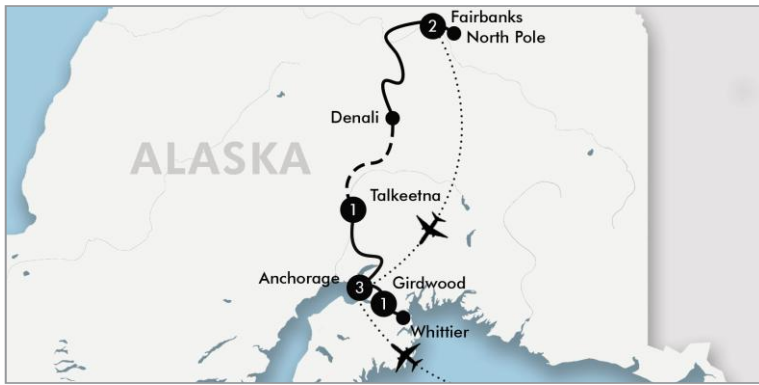 Fairbanks
2
North Pole
Denali
ALASKA
Talkeetna
1
Anchorage
Girdwood
3
1
Whittier